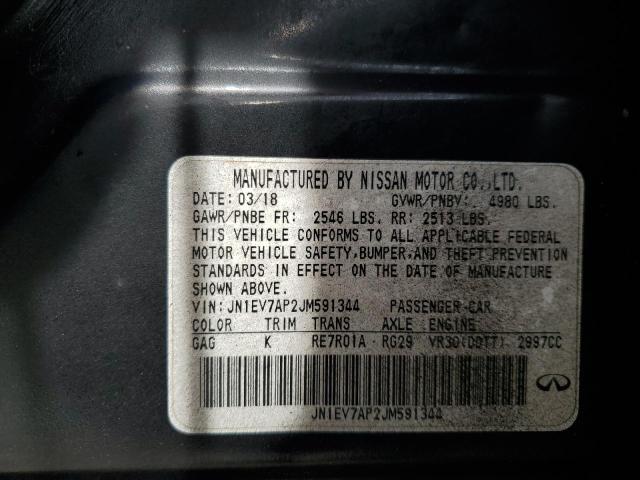 MANUFACTURED BY NISSAN MOTOR CO.,LTD.
DATE: 03/18 GVWR/PNBV: 4980 LBS.
GAWR/PNBE FR: 2546 LBS. RR: 2513 LBS.
THIS VEHICLE CONFORMS TO ALL APPLICABLE FEDERAL
MOTOR VEHICLE SAFETY,BUMPER,AND THEFT PREVENTION
STANDARDS IN EFFECT ON THE DATE OF MANUFACTURE
SHOWN ABOVE.
VIN: JN1EV7AP2JM591344 PASSENGER CAR
COLOR TRIM TRANS AXLE ENGINE
GAG K RE7R01A RG29 VR30(DDTT) 2997CC
JN1EV7AP2JM591344